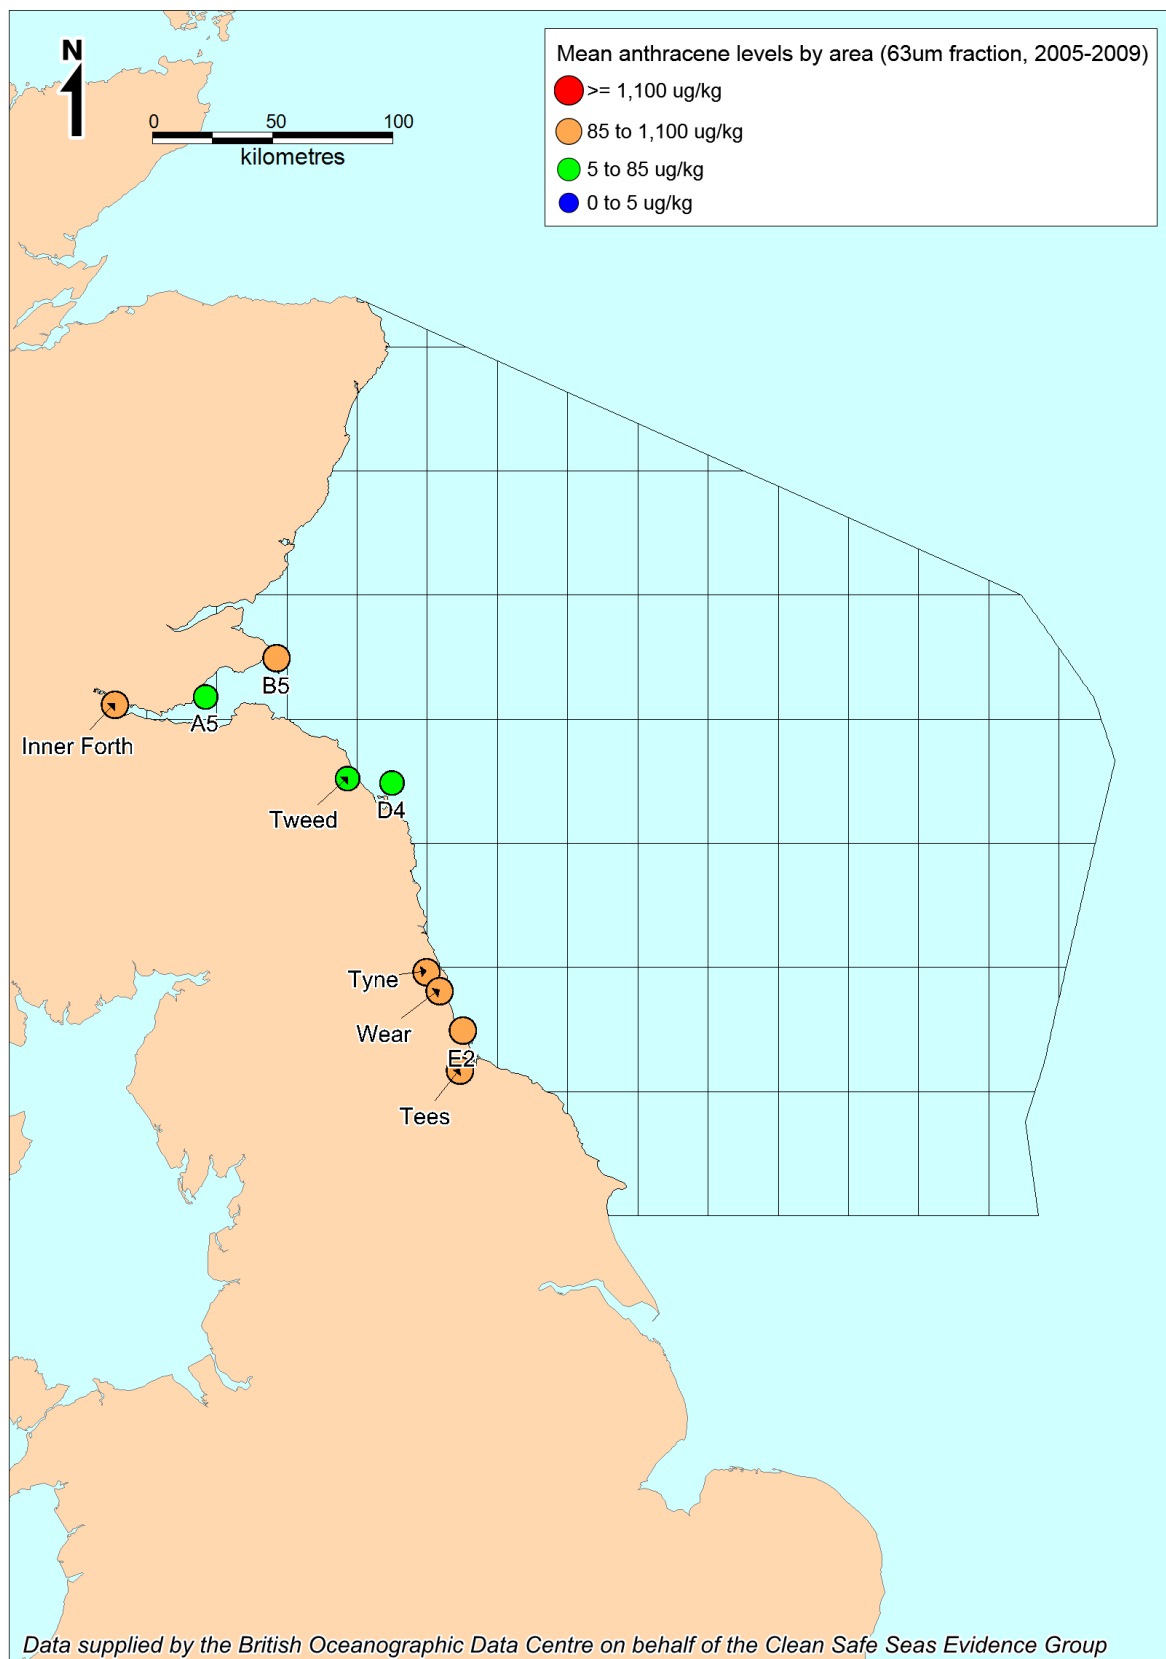 N
0 50 100
kilometres
Mean anthracene levels by area (63um fraction, 2005-2009)
>= 1,100 ug/kg
85 to 1,100 ug/kg
5 to 85 ug/kg
0 to 5 ug/kg
B5
A5
Inner Forth
D4
Tweed
Tyne
Wear
E2
Tees
Data supplied by the British Oceanographic Data Centre on behalf of the Clean Safe Seas Evidence Group